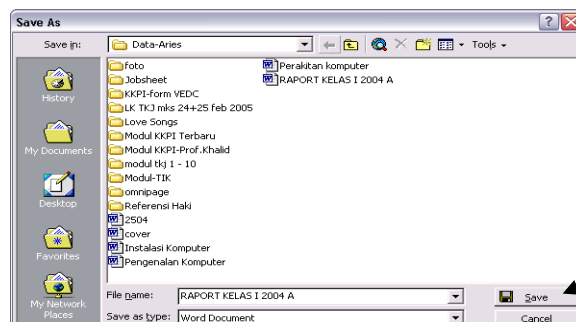 Save As
Save in: Data-Aries Tools
History
My Documents
Desktop
Favorites
My Network
Places
foto
Jobsheet
KKPI-form VEDC
LK TKJ mks 24+25 feb 2005
Love Songs
Modul KKPI Terbaru
Modul KKPI-Prof.Khalid
modul tkj 1 - 10
Modul-TIK
omnipage
Referensi Haki
2504
cover
Instalasi Komputer
Pengenalan Komputer
Perakitan komputer
RAPORT KELAS I 2004 A
File name: RAPORT KELAS I 2004 A Save
Save as type: Word Document Cancel